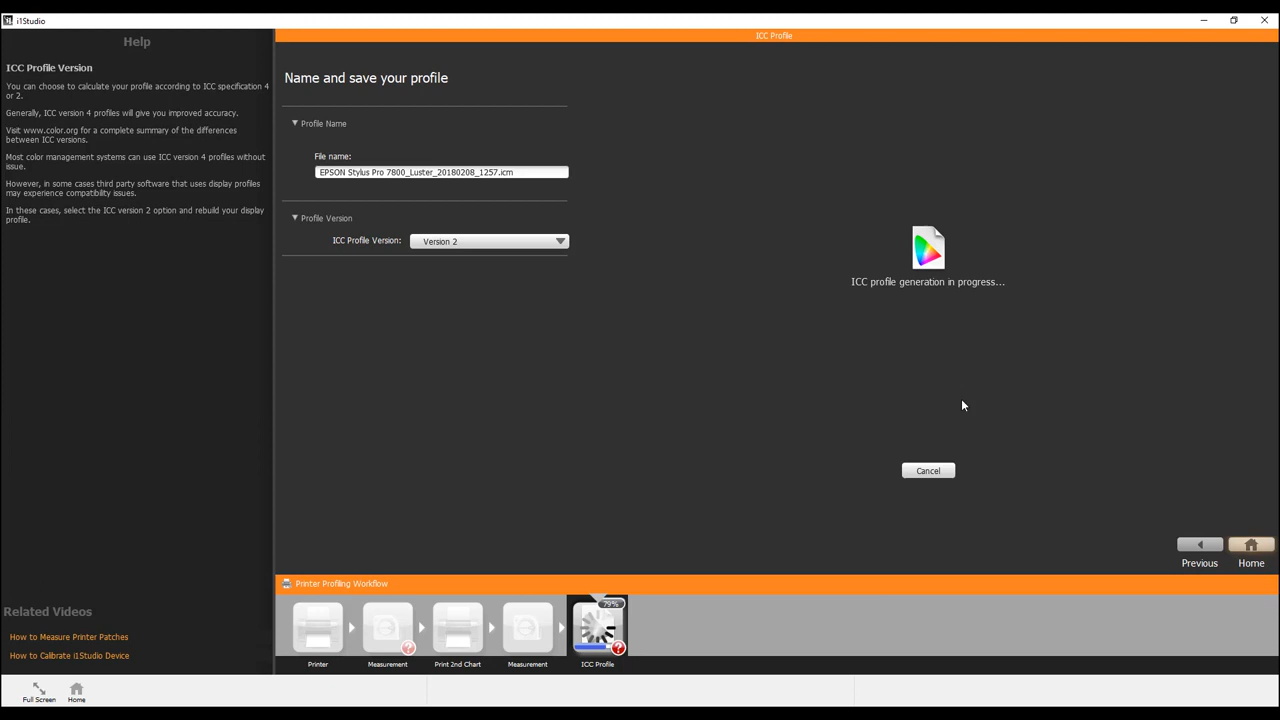 i1Studio
Help
ICC Profile Version
You can choose to calculate your profile according to ICC specification 4
or 2.
Generally, ICC version 4 profiles will give you improved accuracy.
Visit www.color.org for a complete summary of the differences
between ICC versions.
Most color management systems can use ICC version 4 profiles without
issue.
However, in some cases third party software that uses display profiles
may experience compatibility issues.
In these cases, select the ICC version 2 option and rebuild your display
profile.
Related Videos
How to Measure Printer Patches
How to Calibrate i1Studio Device
ICC Profile
Name and save your profile
Profile Name
File name:
EPSON Stylus Pro 7800_Luster_20180208_1257.icm
Profile Version
ICC Profile Version:
Version 2
ICC profile generation in progress...
Cancel
Previous
Home
Printer Profiling Workflow
79%
Printer
Measurement
Print 2nd Chart
Measurement
ICC Profile
Full Screen
Home